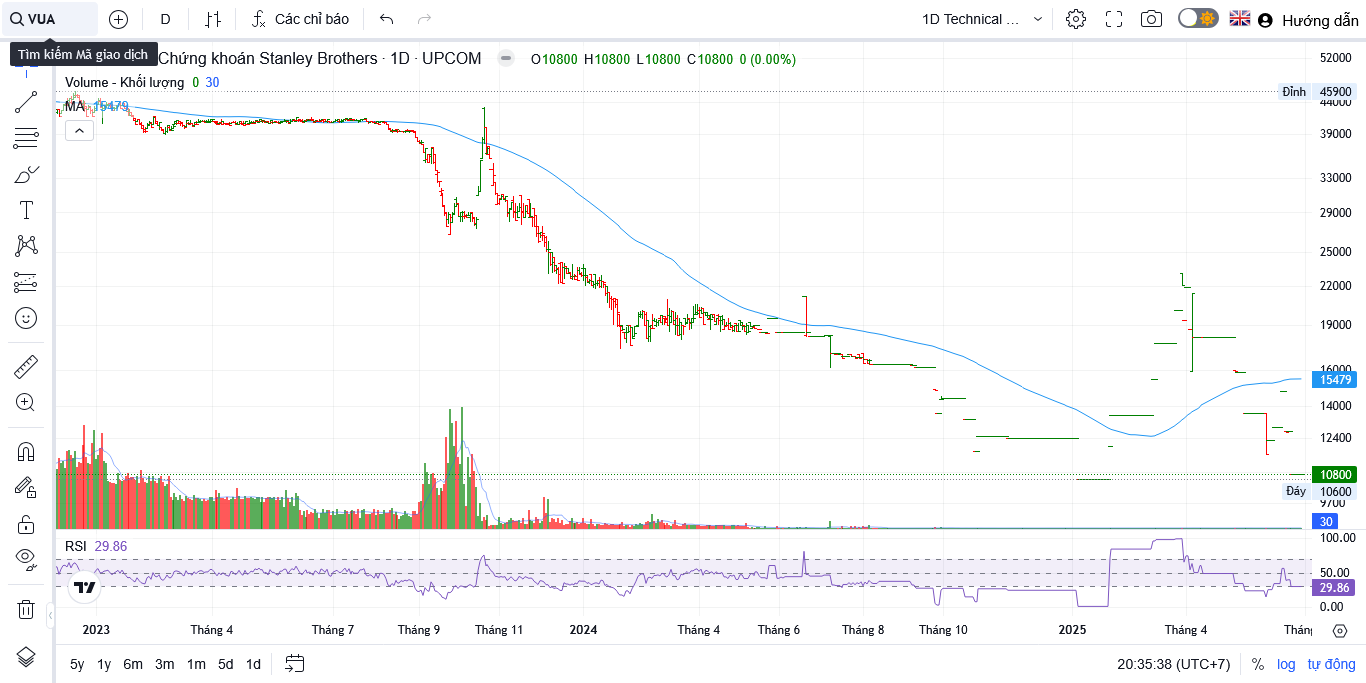 VUA
D
Các chỉ báo
1D Technical ...
Hướng dẫn
Tìm kiếm Mã giao dịch
Chứng khoán Stanley Brothers · 1D · UPCOM
O10800 H10800 L10800 C10800 0 (0.00%)
Volume - Khối lượng 0 30
MA 15479
52000
Đỉnh 45900
44000
39000
33000
29000
25000
22000
19000
16000
15479
14000
12400
10800
Đáy 10600
9700
30
RSI 29.86
100.00
50.00
29.86
0.00
2023
Tháng 4
Tháng 7
Tháng 9
Tháng 11
2024
Tháng 4
Tháng 6
Tháng 8
Tháng 10
2025
Tháng 4
5y 1y 6m 3m 1m 5d 1d
20:35:38 (UTC+7) % log tự động